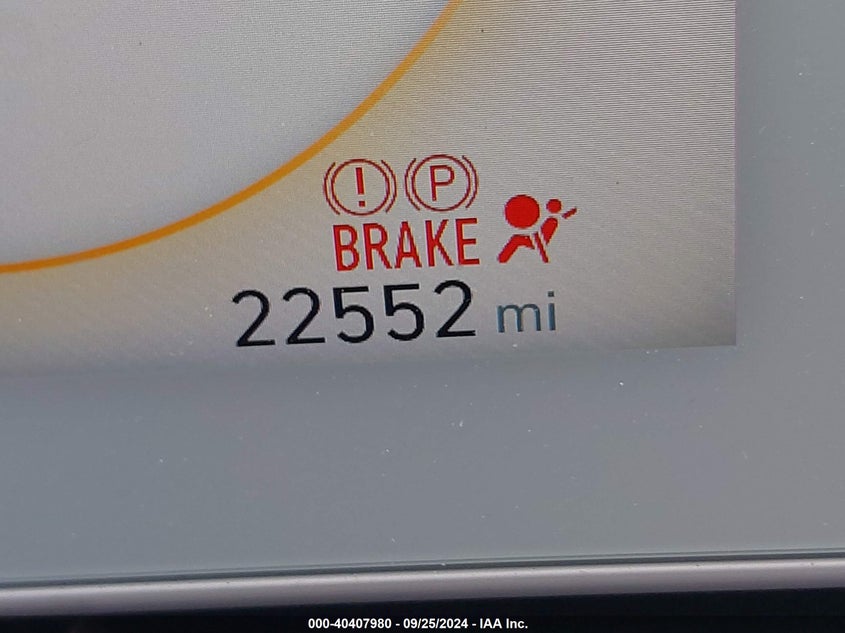 ! P
BRAKE
22552 mi
000-40407980 - 09/25/2024 - IAA Inc.